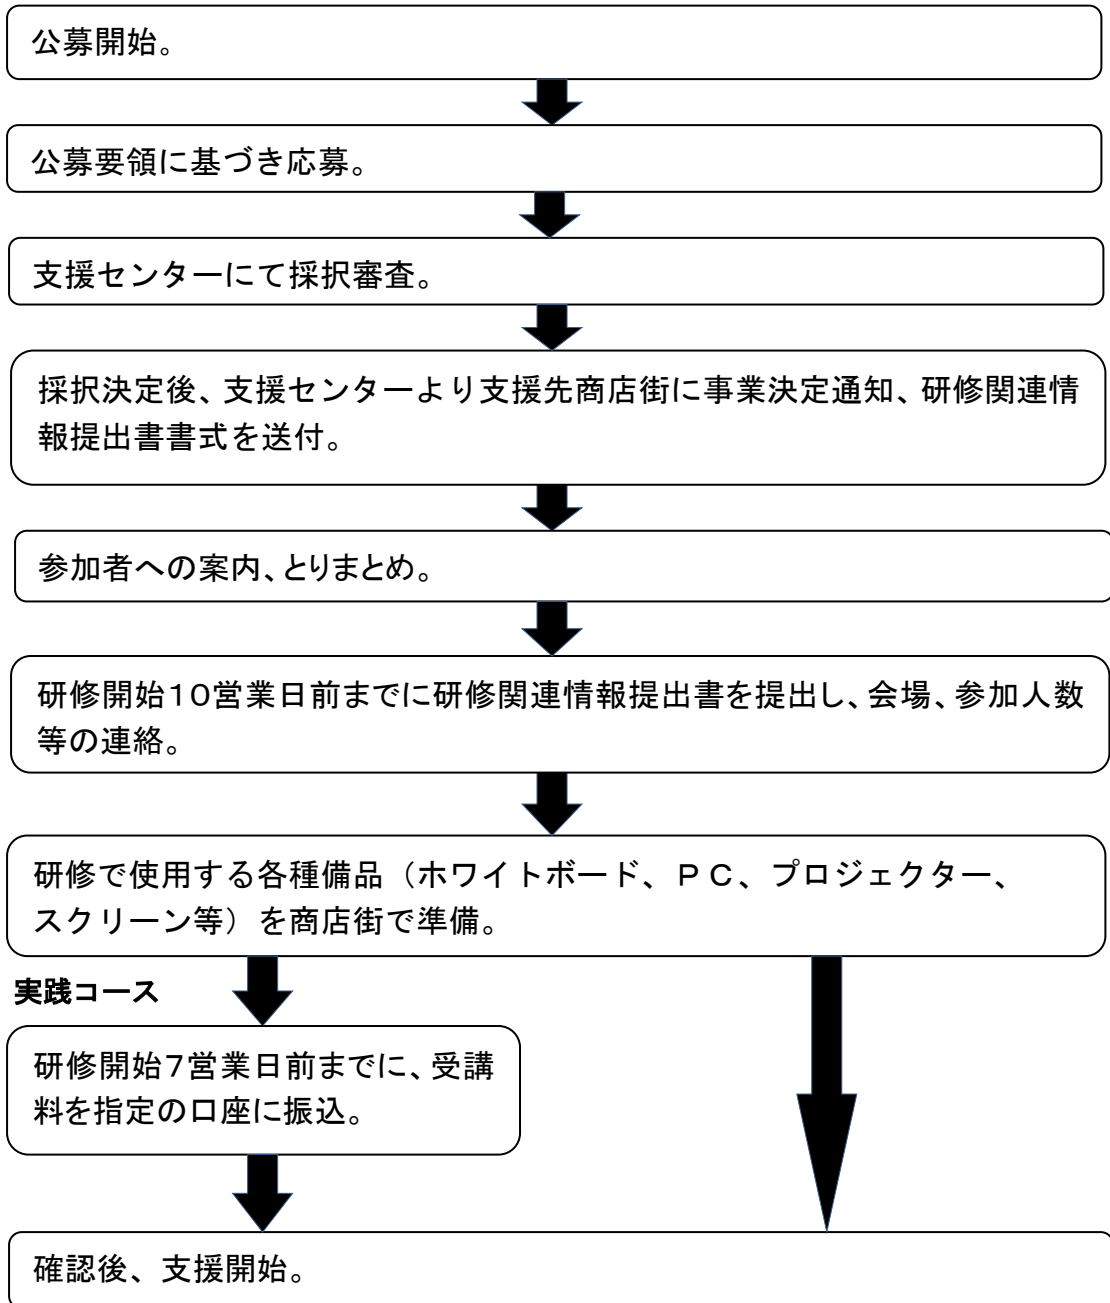 公募開始。
公募要領に基づき応募。
支援センターにて採択審査。
採択決定後、支援センターより支援先商店街に事業決定通知、研修関連情
報提出書書式を送付。
参加者への案内、とりまとめ。
研修開始10営業日前までに研修関連情報提出書を提出し、会場、参加人数
等の連絡。
研修で使用する各種備品（ホワイトボード、ＰＣ、プロジェクター、
スクリーン等）を商店街で準備。
実践コース
研修開始7営業日前までに、受講
料を指定の口座に振込。
確認後、支援開始。